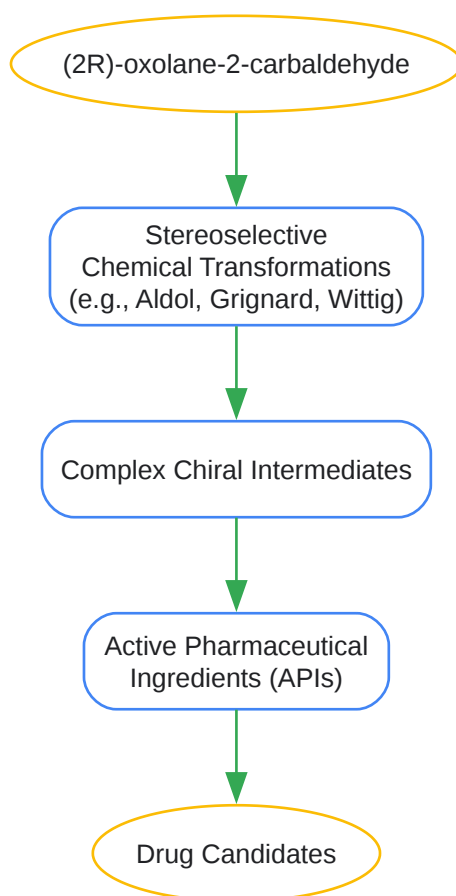 (2R)-oxolane-2-carbaldehyde
Stereoselective
Chemical Transformations
(e.g., Aldol, Grignard, Wittig)
Complex Chiral Intermediates
Active Pharmaceutical
Ingredients (APIs)
Drug Candidates